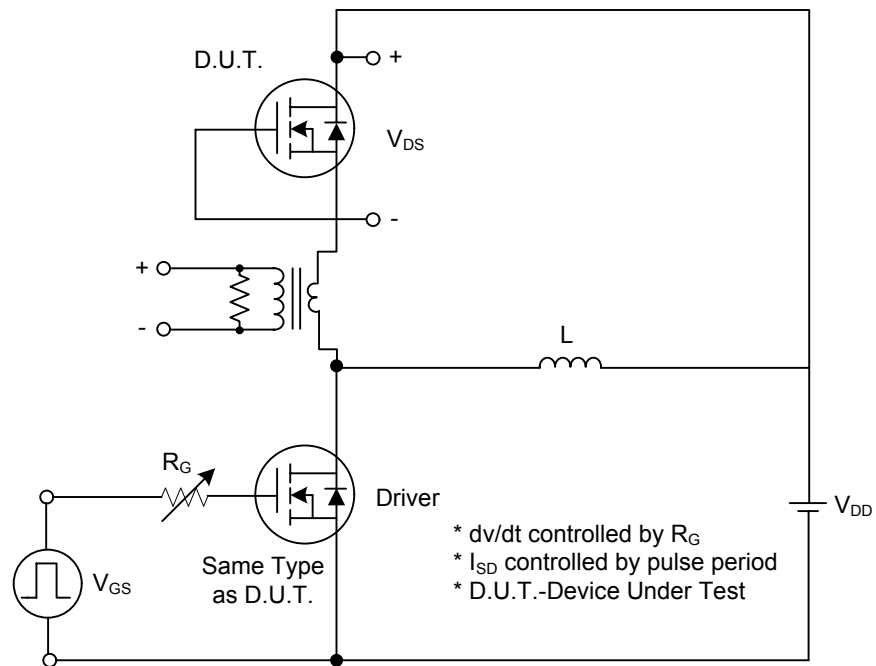 D.U.T.
+
V_DS
-
+
-
L
R_G
Driver
V_DD
V_GS
Same Type
as D.U.T.
* dv/dt controlled by R_G
* I_SD controlled by pulse period
* D.U.T.-Device Under Test